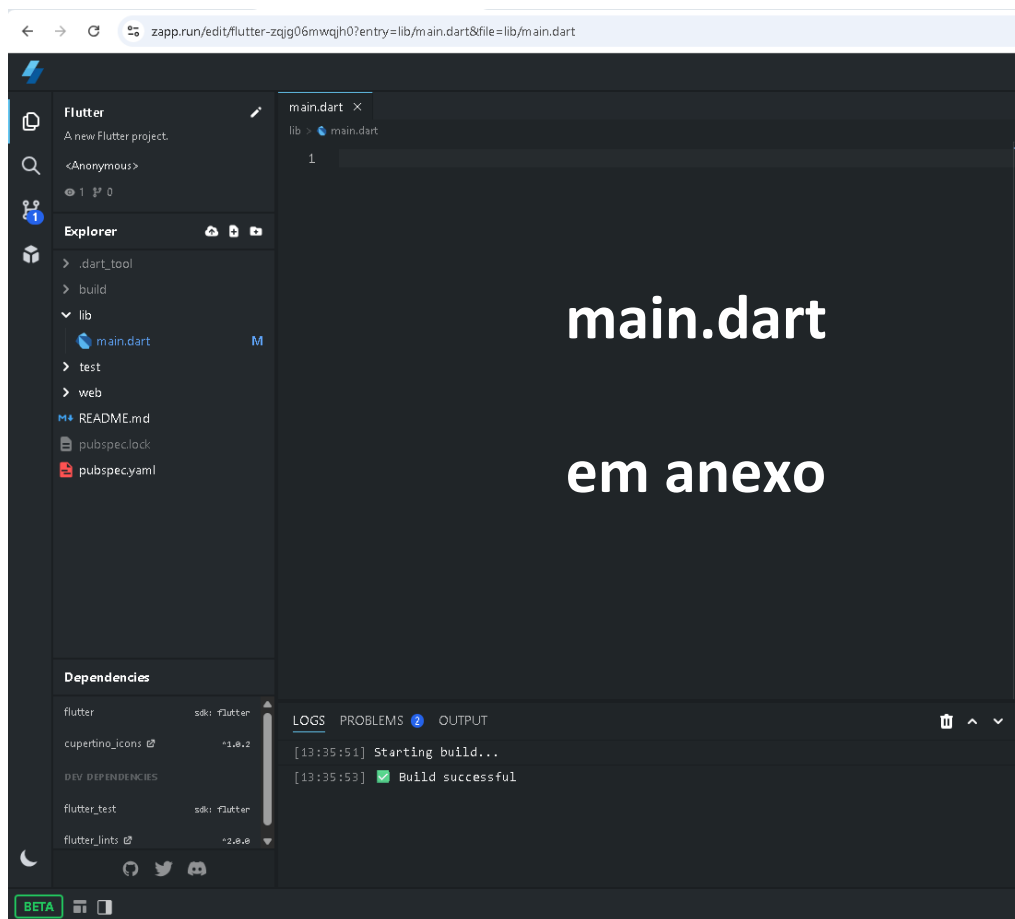 zapp.run/edit/flutter-zqjg06mwqjh0?entry=lib/main.dart&file=lib/main.dart
Flutter
A new Flutter project.
<Anonymous>
1 0
1
Explorer
.dart_tool
build
lib
main.dart M
test
web
README.md
pubspec.lock
pubspec.yaml
Dependencies
flutter sdk: flutter
cupertino_icons ^1.0.2
DEV DEPENDENCIES
flutter_test sdk: flutter
flutter_lints ^2.0.0
BETA
main.dart
lib > main.dart
1
main.dart
em anexo
LOGS PROBLEMS 2 OUTPUT
[13:35:51] Starting build...
[13:35:53] ✅ Build successful